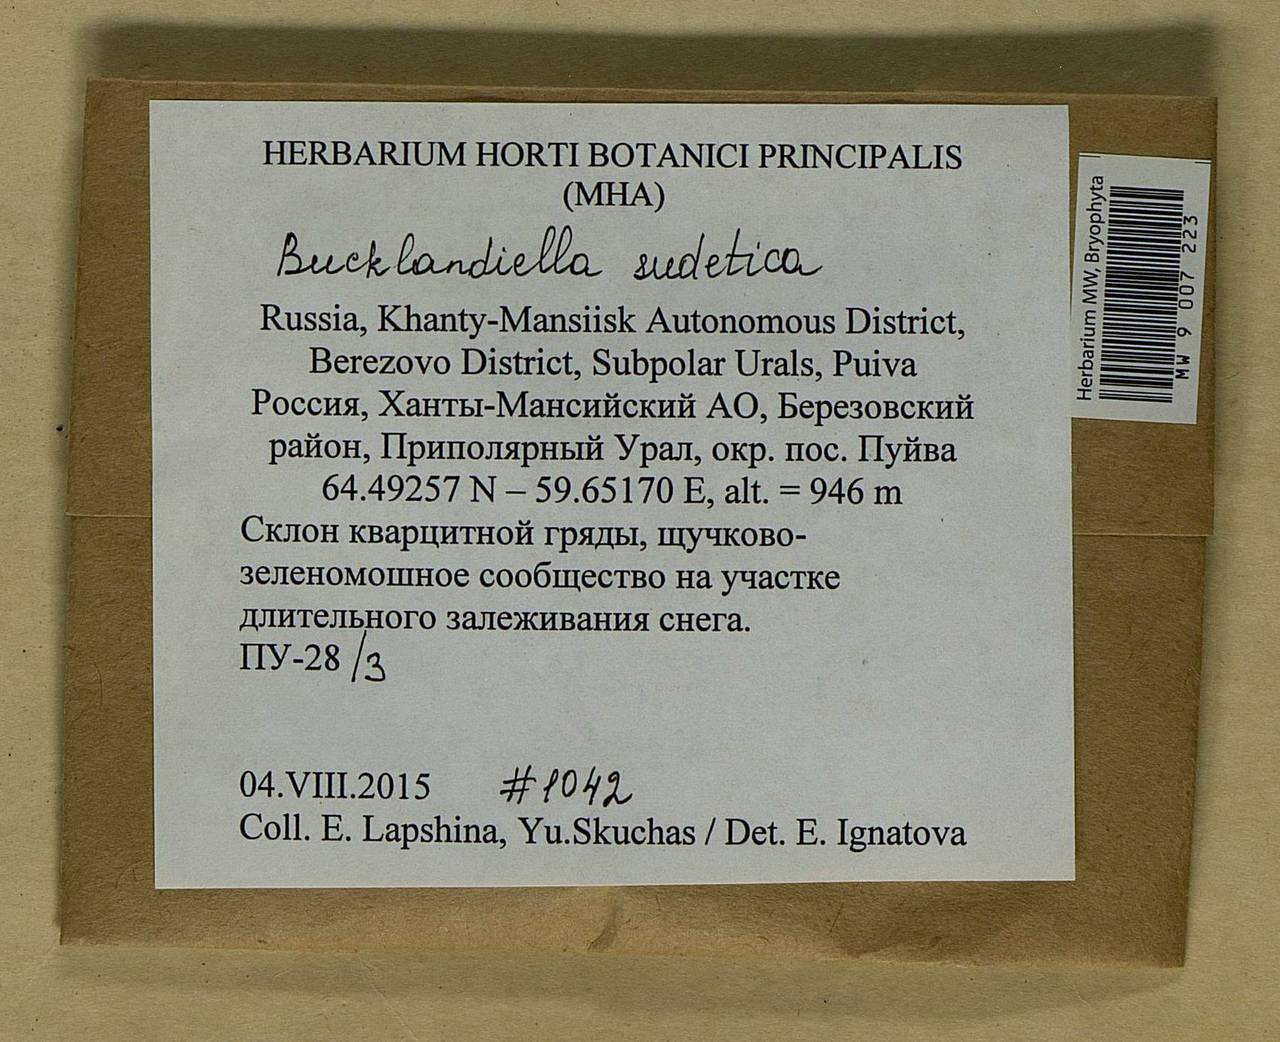 HERBARIUM HORTI BOTANICI PRINCIPALIS
(MHA)
Bucklandiella sudetica
Russia, Khanty-Mansiisk Autonomous District,
Berezovo District, Subpolar Urals, Puiva
Россия, Ханты-Мансийский АО, Березовский
район, Приполярный Урал, окр. пос. Пуйва
64.49257 N – 59.65170 E, alt. = 946 m
Склон кварцитной гряды, щучково-
зеленомошное сообщество на участке
длительного залеживания снега.
ПУ-28 /3
04.VIII.2015 #1042
Coll. E. Lapshina, Yu.Skuchas / Det. E. Ignatova
Herbarium MW, Bryophyta
MW 9 007 223